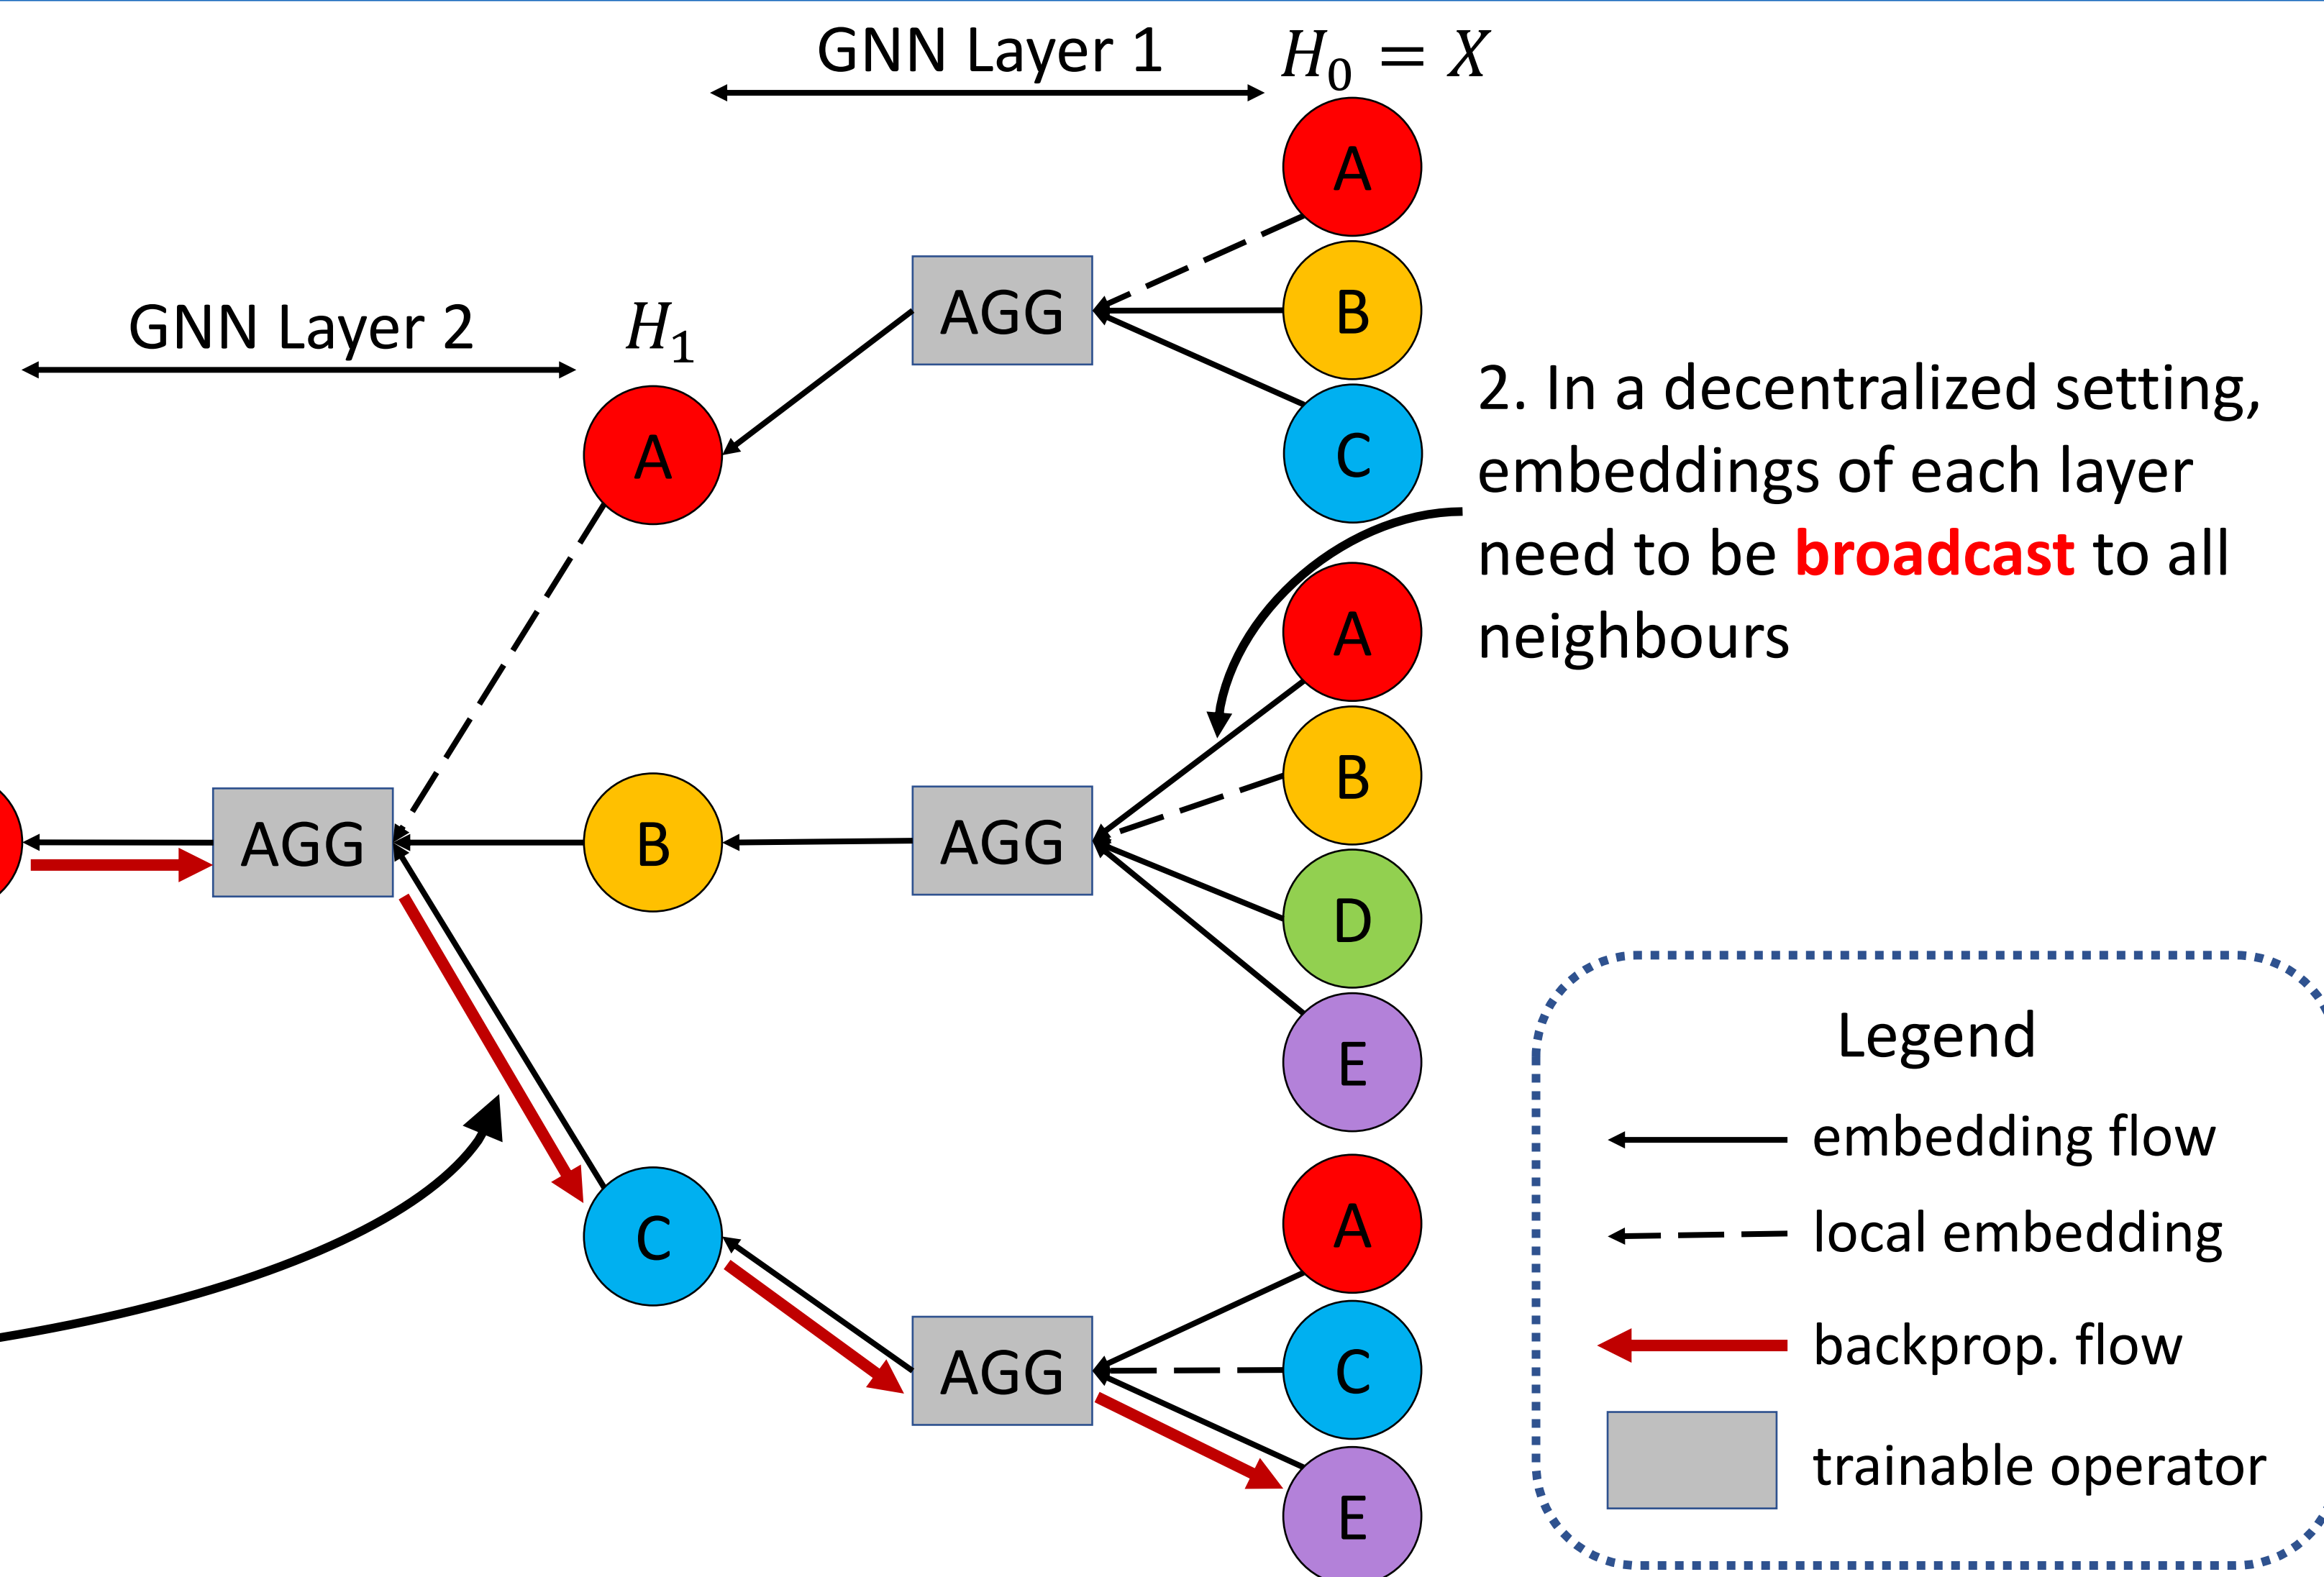 GNN Layer 1
H₀ = X
A
B
C
AGG
GNN Layer 2
H₁
A
2. In a decentralized setting,
embeddings of each layer
need to be broadcast to all
neighbours
A
B
D
E
AGG
B
AGG
C
A
C
E
AGG
Legend
embedding flow
local embedding
backprop. flow
trainable operator